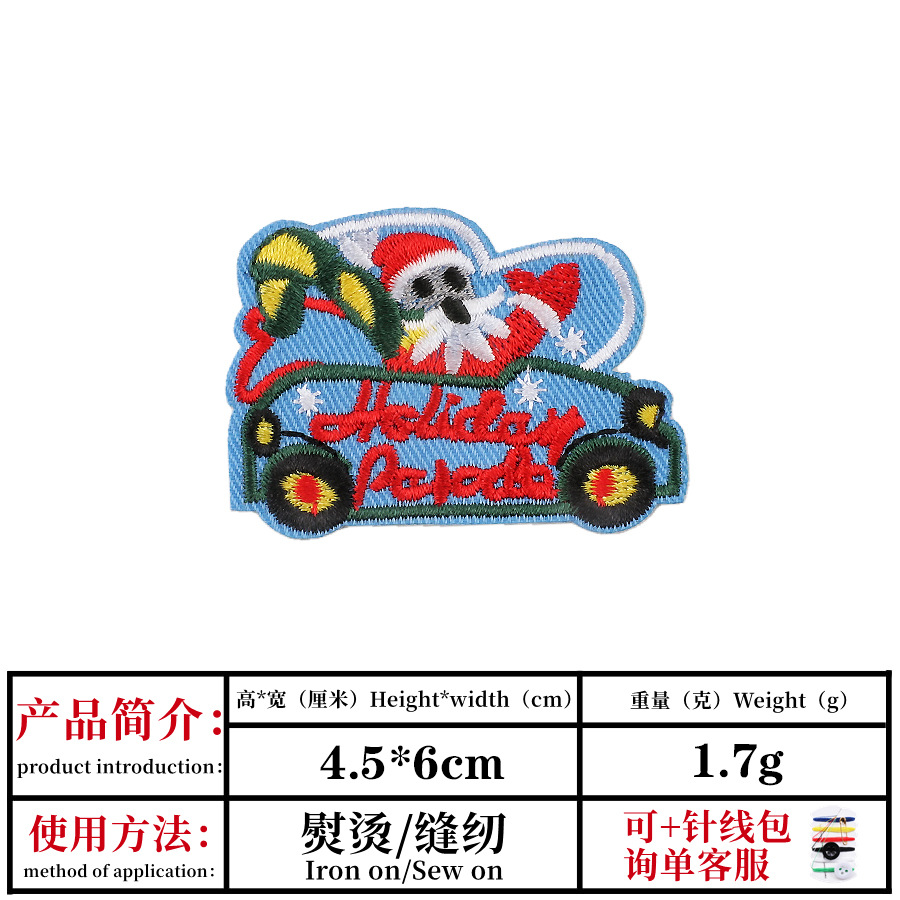 Holiday
Parade
产品简介：
product introduction：
高*宽（厘米）Height*width（cm）
4.5*6cm
重量（克）Weight（g）
1.7g
使用方法：
method of application：
熨烫/缝纫
Iron on/Sew on
可+针线包
询单客服